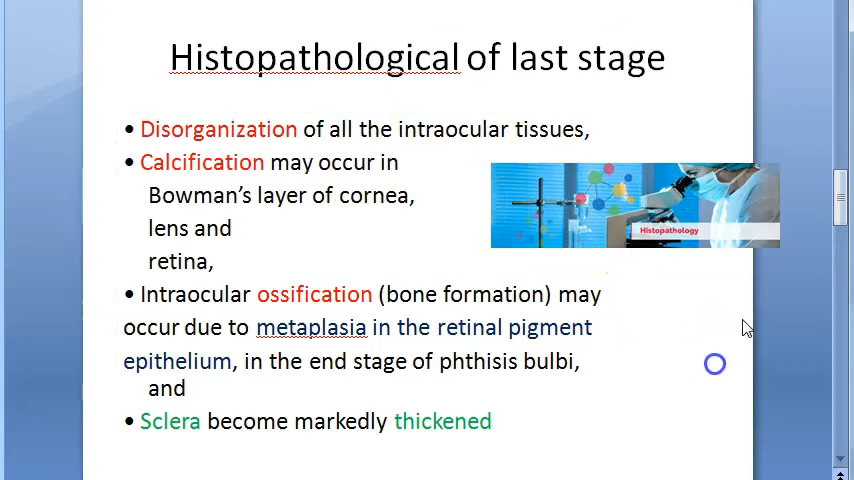 Histopathological of last stage
• Disorganization of all the intraocular tissues,
• Calcification may occur in
Bowman’s layer of cornea,
lens and
retina,
Histopathology
• Intraocular ossification (bone formation) may
occur due to metaplasia in the retinal pigment
epithelium, in the end stage of phthisis bulbi,
and
• Sclera become markedly thickened